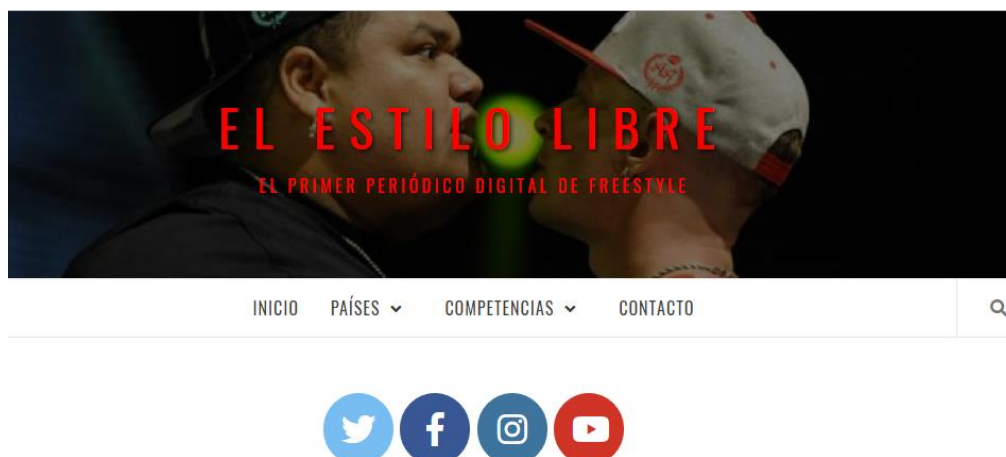 EL ESTILO LIBRE
EL PRIMER PERIÓDICO DIGITAL DE FREESTYLE
INICIO PAÍSES COMPETENCIAS CONTACTO